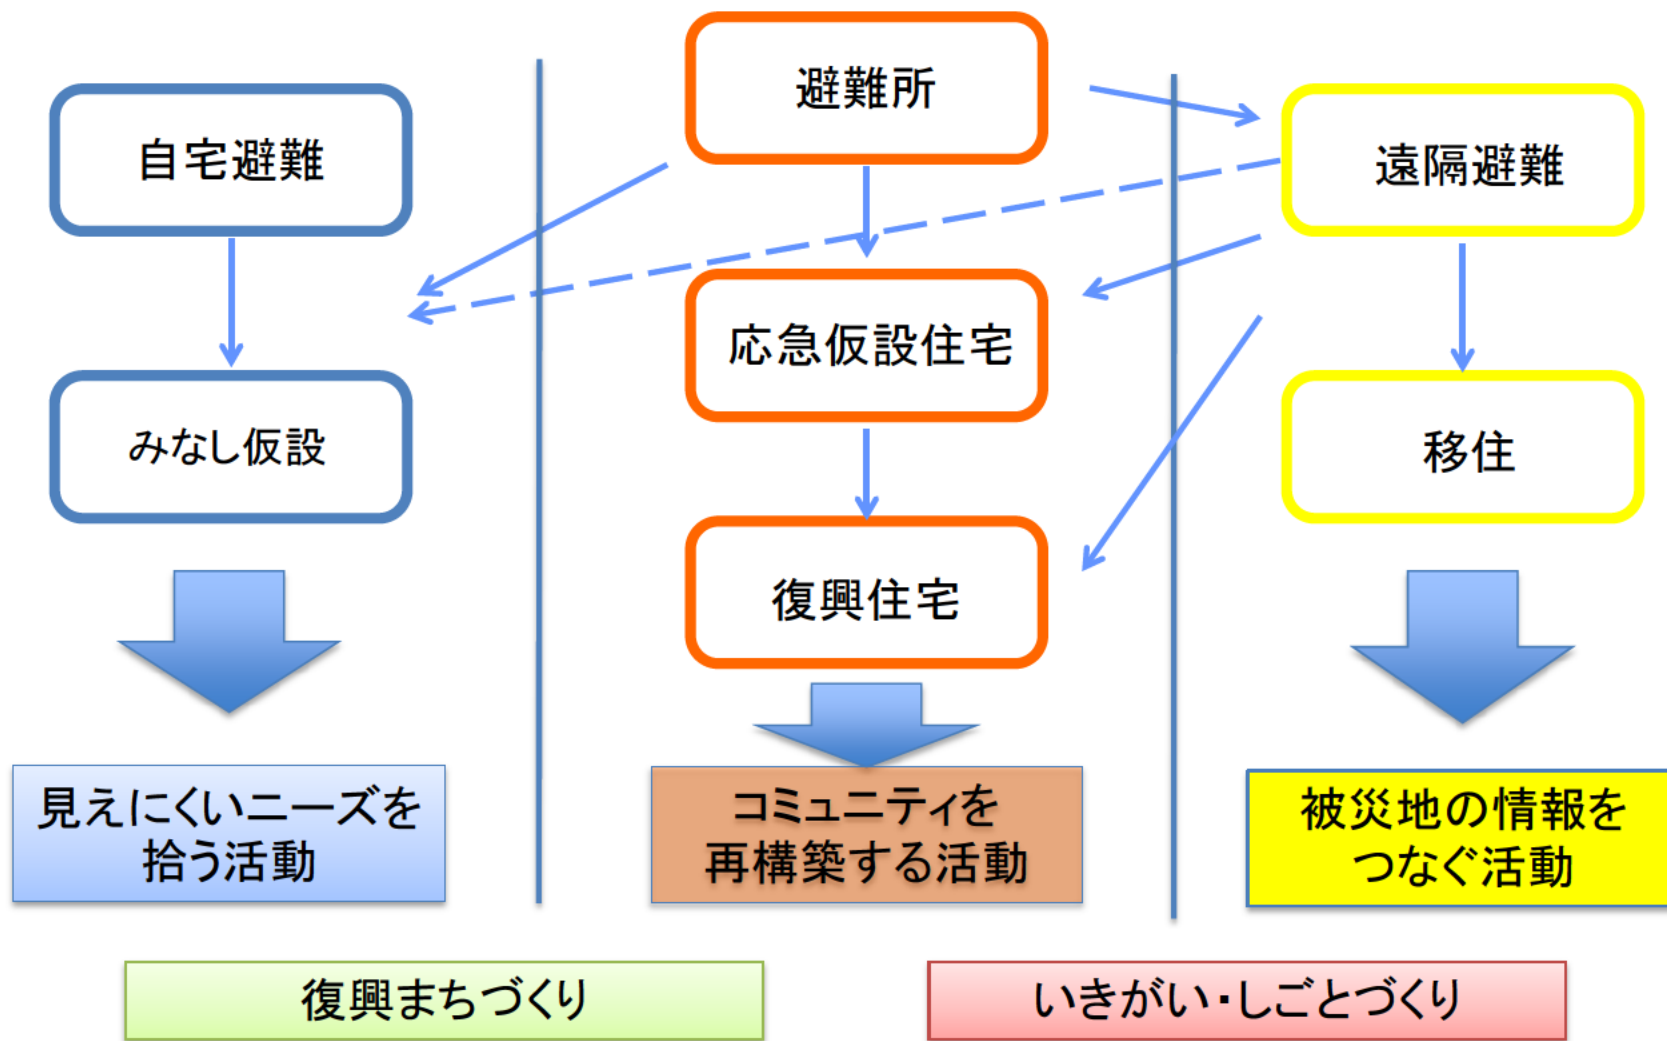 避難所
自宅避難
遠隔避難
応急仮設住宅
みなし仮設
移住
復興住宅
見えにくいニーズを
拾う活動
コミュニティを
再構築する活動
被災地の情報を
つなぐ活動
復興まちづくり
いきがい・しごとづくり